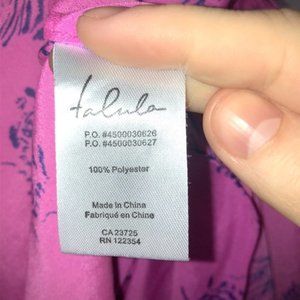 talula
P.O. #4500030626
P.O. #4500030627
100% Polyester
Made in China
Fabriqué en Chine
CA 23725
RN 122354